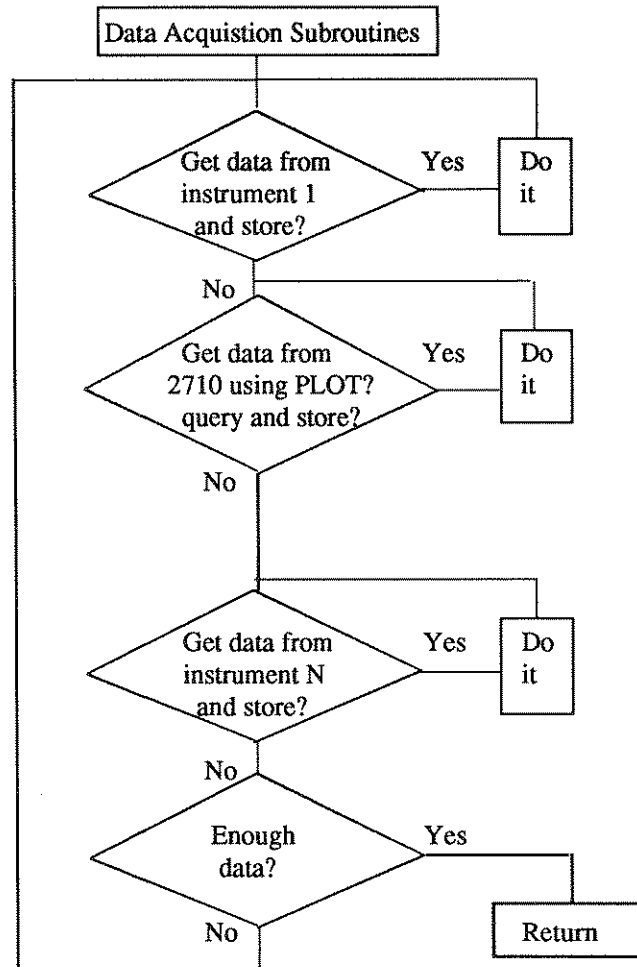 Data Acquistion Subroutines
Get data from
instrument 1
and store?
Yes
Do
it
No
Get data from
2710 using PLOT?
query and store?
Yes
Do
it
No
Get data from
instrument N
and store?
Yes
Do
it
No
Enough
data?
Yes
No
Return